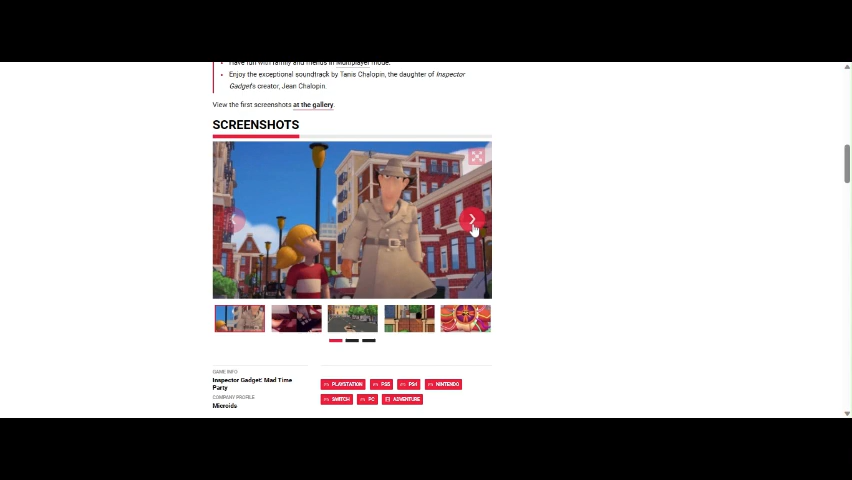 Have fun with family and friends in Multiplayer mode.
Enjoy the exceptional soundtrack by Tanis Chalopin, the daughter of Inspector
Gadget's creator, Jean Chalopin.
View the first screenshots at the gallery.
SCREENSHOTS
GAME INFO
Inspector Gadget: Mad Time
Party
COMPANY PROFILE
Microids
PLAYSTATION PS5 PS4 NINTENDO
SWITCH PC ADVENTURE